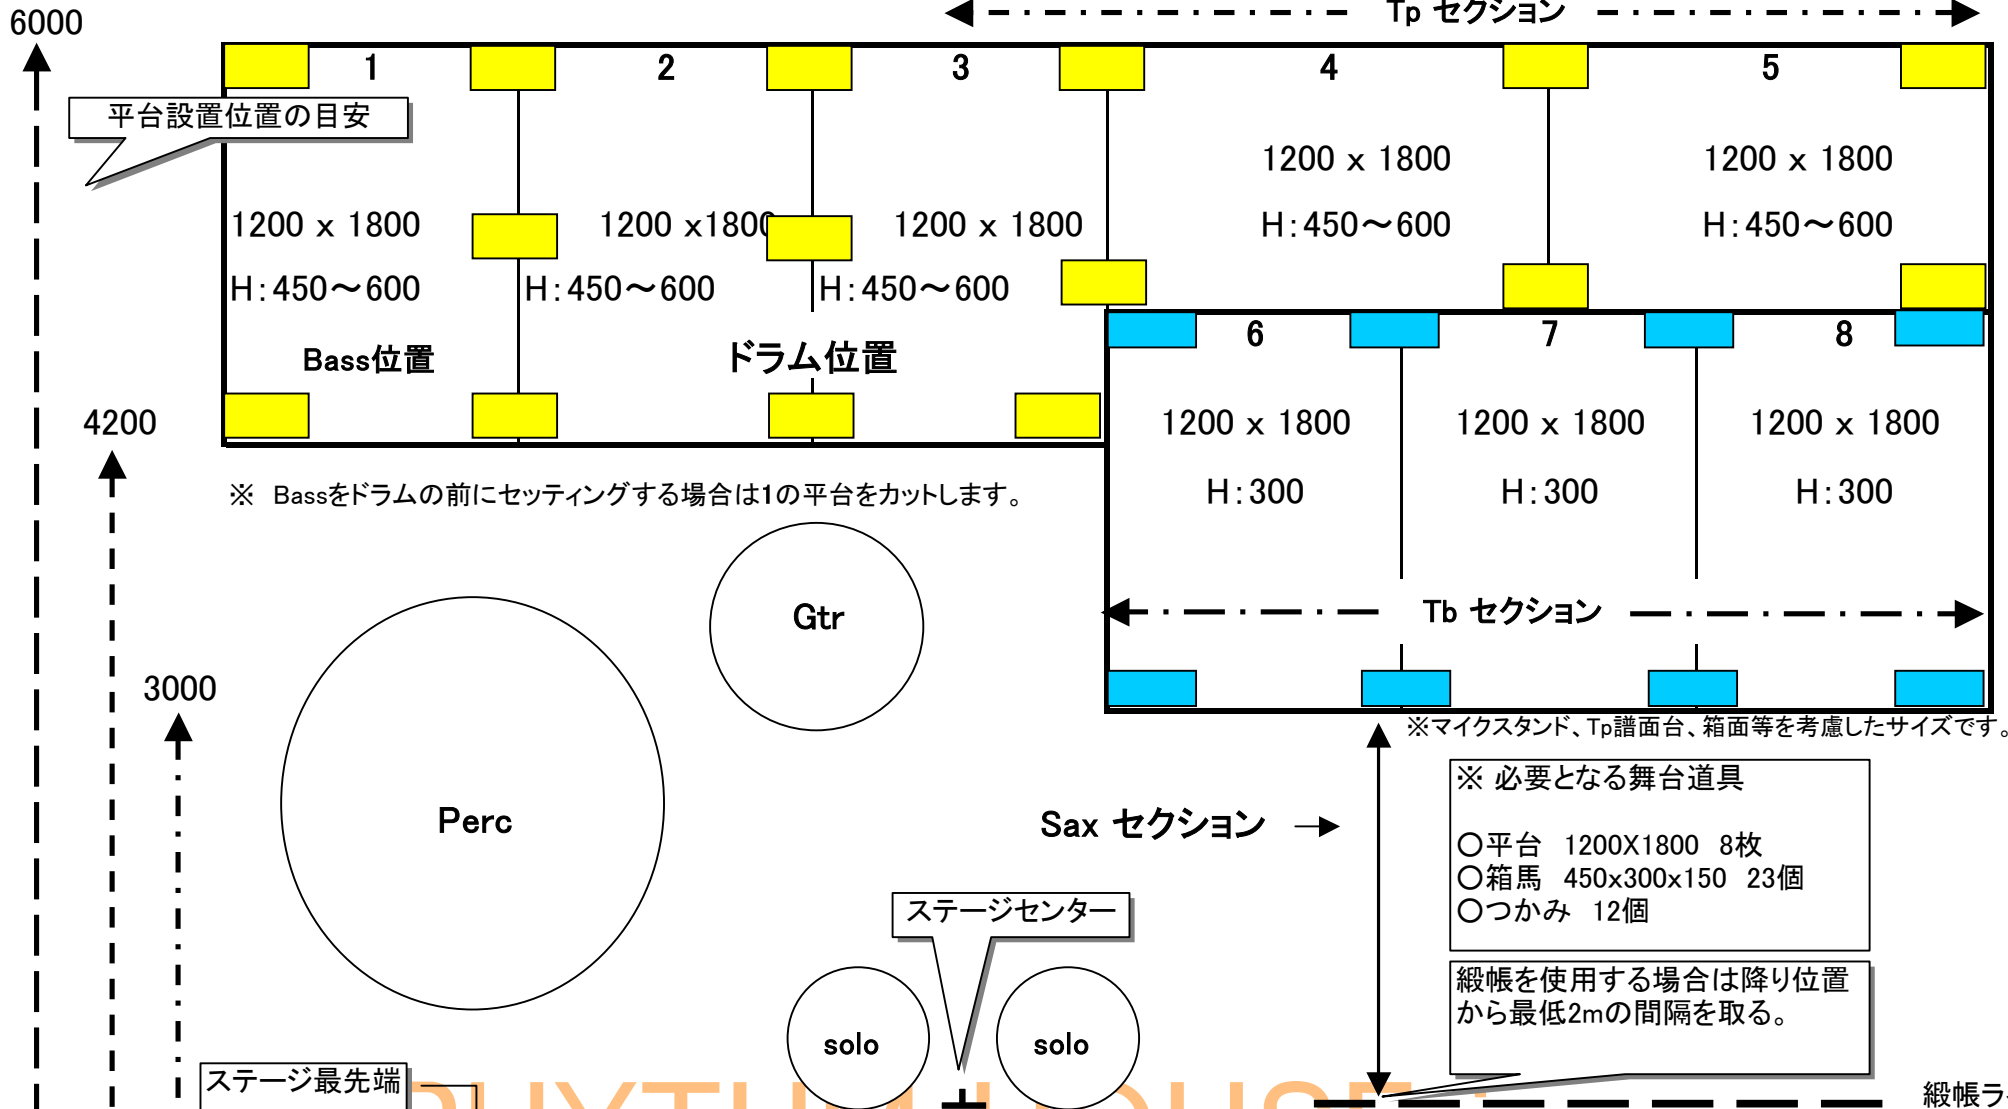 6000
Tp セクション
1
2
3
4
5
平台設置位置の目安
1200 x 1800
1200 x 1800
1200 x 1800
1200 x1800
1200 x 1800
H:450～600
H:450～600
H:450～600
H:450～600
H:450～600
6
7
8
Bass位置
ドラム位置
4200
1200 x 1800
1200 x 1800
1200 x 1800
※ Bassをドラムの前にセッティングする場合は1の平台をカットします。
H:300
H:300
H:300
Gtr
Tb セクション
3000
※マイクスタンド、Tp譜面台、箱面等を考慮したサイズです。
※ 必要となる舞台道具
Perc
Sax セクション
○平台 1200X1800 8枚
○箱馬 450x300x150 23個
○つかみ 12個
ステージセンター
緞帳を使用する場合は降り位置
から最低2mの間隔を取る。
solo
solo
ステージ最先端
緞帳ラ